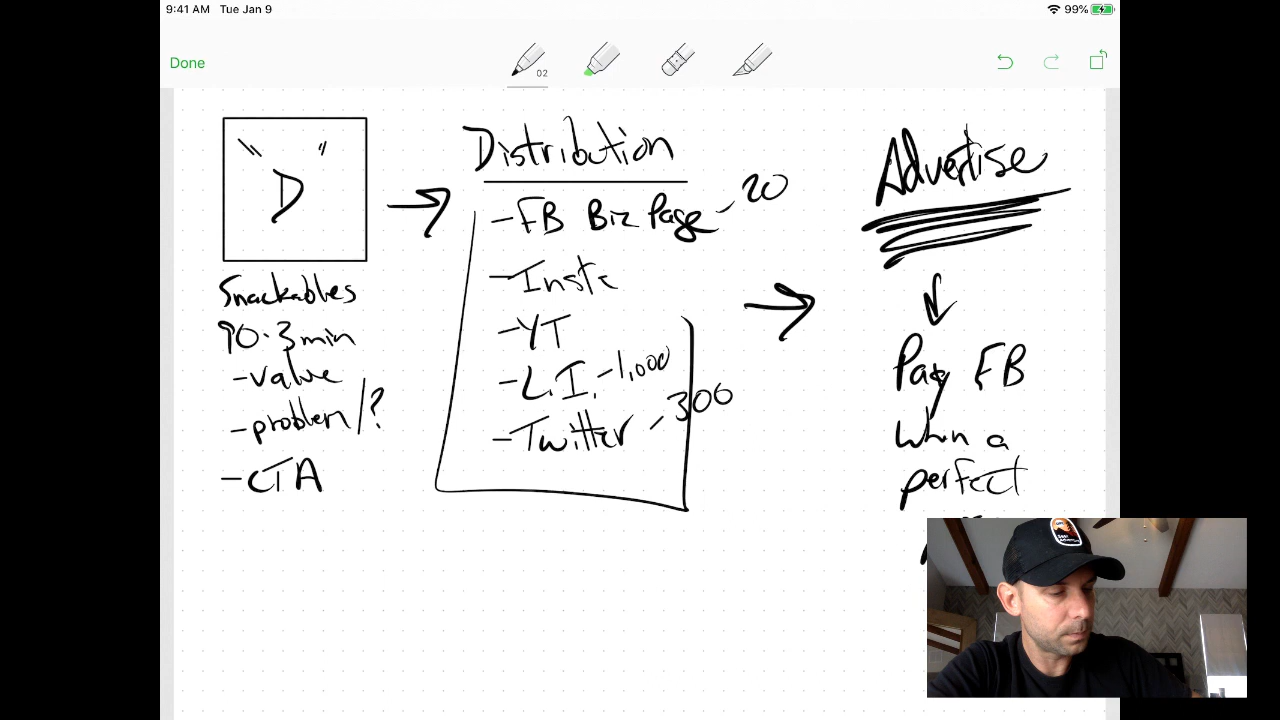 9:41 AM Tue Jan 9
99%
Done
02
D
Snackables
90-3 min
- value
- problem/?
- CTA
Distribution
- FB Biz Page - 20
- Insta
- YT
- L.I. - 1,000
- Twitter - 300
Advertise
Pay FB
when a
perfect